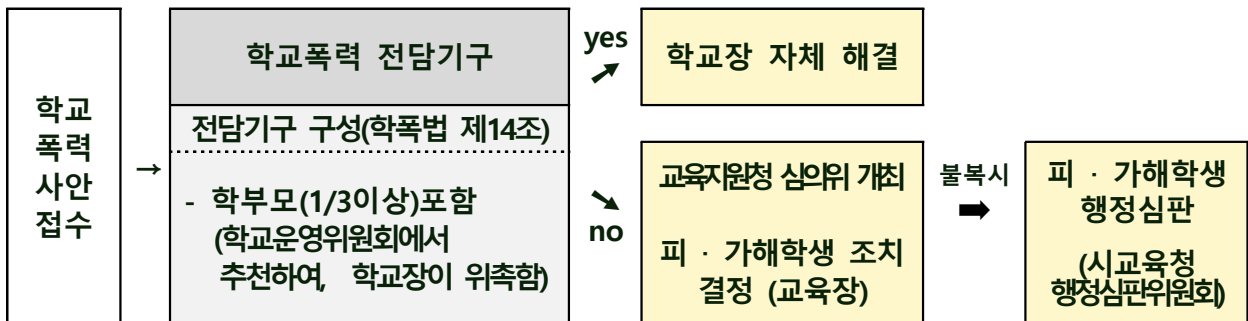 학교
폭력
사안
접수
→
학교폭력 전담기구
전담기구 구성(학폭법 제14조)
- 학부모(1/3이상)포함
(학교운영위원회에서
추천하여, 학교장이 위촉함)
yes
학교장 자체 해결
no
교육지원청 심의위 개최
피 · 가해학생 조치
결정 (교육장)
불복시
피 · 가해학생
행정심판
(시교육청
행정심판위원회)